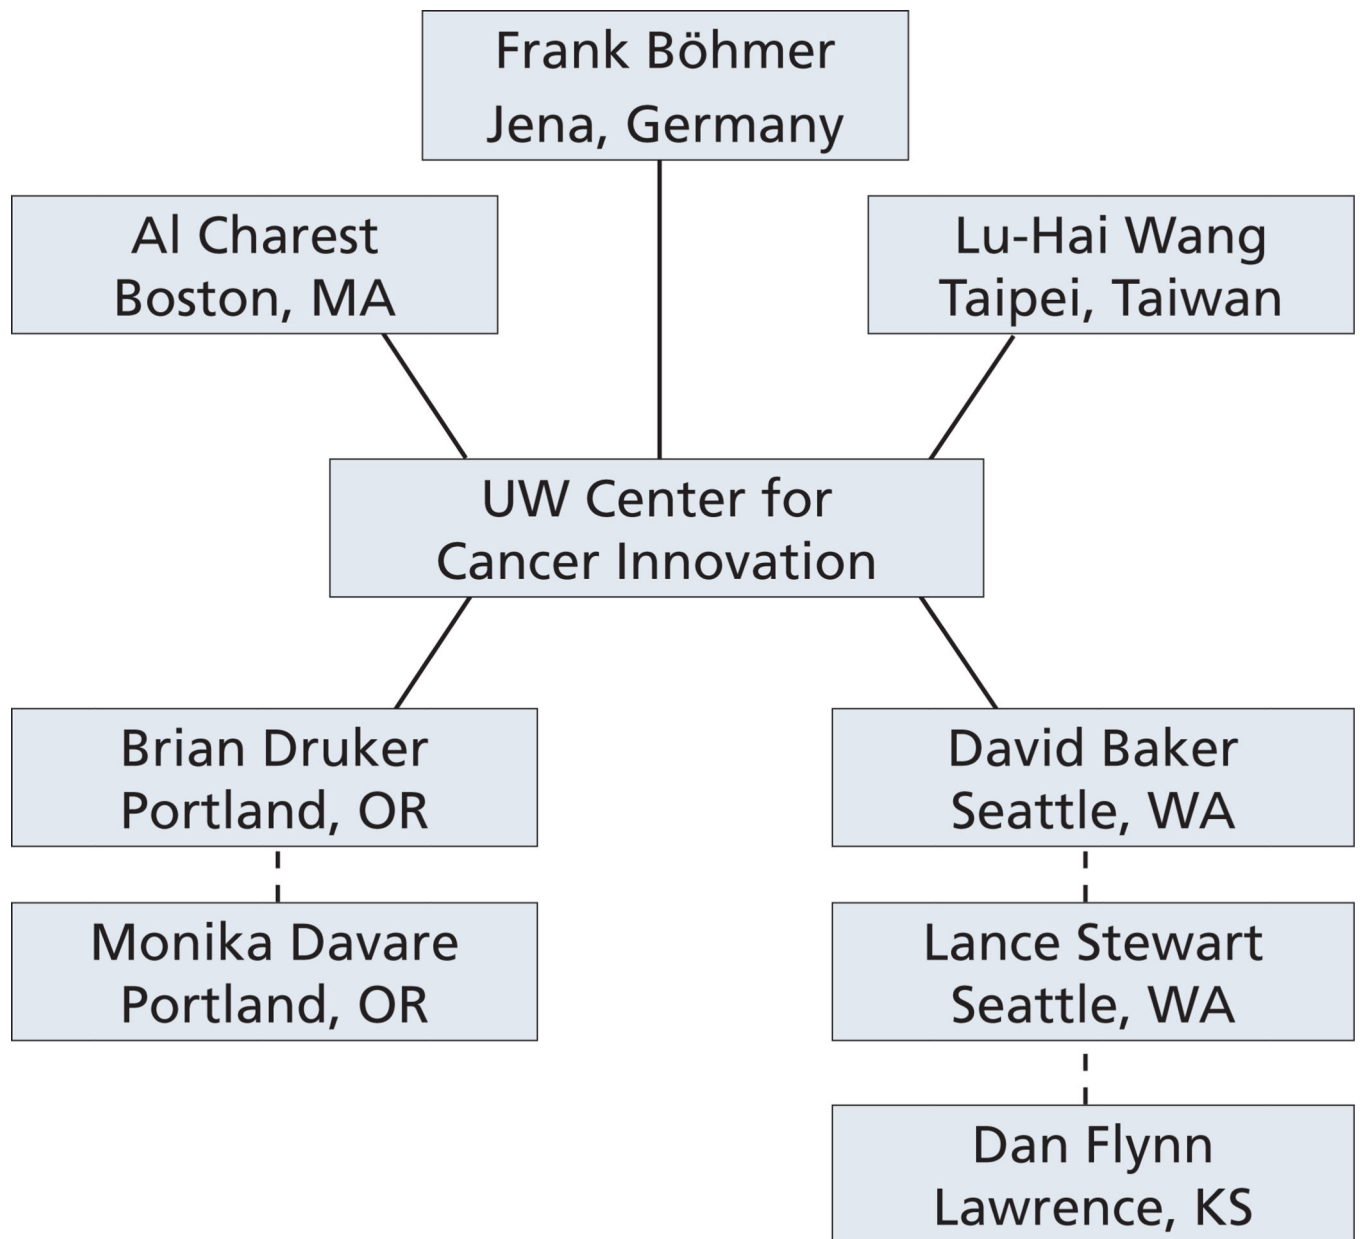 Frank Böhmer
Jena, Germany
Al Charest
Boston, MA
Lu-Hai Wang
Taipei, Taiwan
UW Center for
Cancer Innovation
Brian Druker
Portland, OR
David Baker
Seattle, WA
Monika Davare
Portland, OR
Lance Stewart
Seattle, WA
Dan Flynn
Lawrence, KS